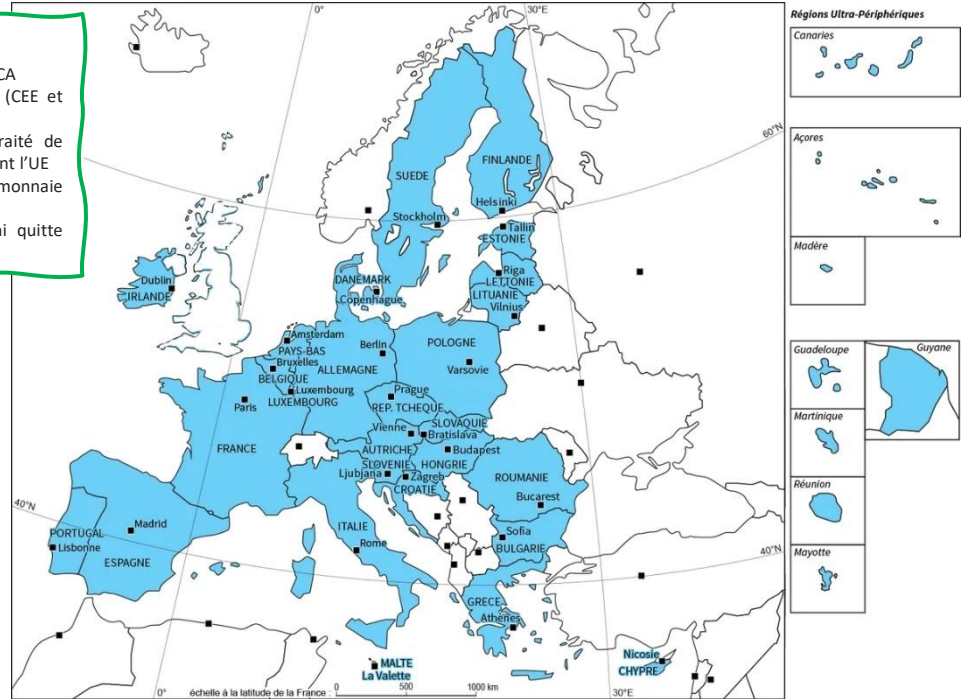 CA
(CEE et
raité de
nt l’UE
monnaie
ni quitte
0°
30°E
60°N
SUEDE
FINLANDE
Helsinki
Stockholm
Tallin
ESTONIE
Riga
LETTONIE
LITUANIE
Vilnius
DANEMARK
Copenhague
Dublin
IRLANDE
Amsterdam
PAYS-BAS
Bruxelles
BELGIQUE
Berlin
ALLEMAGNE
POLOGNE
Varsovie
Luxembourg
LUXEMBOURG
Paris
Prague
REP. TCHEQUE
SLOVAQUIE
Vienne
Bratislava
FRANCE
AUTRICHE
Budapest
SLOVENIE
HONGRIE
Ljubjana
Zagreb
CROATIE
ROUMANIE
Bucarest
40°N
Madrid
PORTUGAL
Lisbonne
ESPAGNE
ITALIE
Rome
Sofia
BULGARIE
40°N
GRECE
Athènes
MALTE
La Valette
Nicosie
CHYPRE
0°
échelle à la latitude de la France :
0
500
1000 km
30°E
Régions Ultra-Périphériques
Canaries
Açores
Madère
Guadeloupe
Guyane
Martinique
Réunion
Mayotte